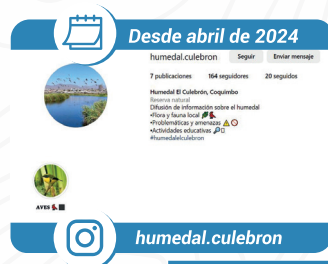 Desde abril de 2024
humedal.culebron Seguir Enviar mensaje
7 publicaciones 164 seguidores 20 seguidos
Humedal El Culebrón, Coquimbo
Reserva natural
Difusión de información sobre el humedal
•Flora y fauna local
•Problemáticas y amenazas
•Actividades educativas
#humedalelculebron
AVES
humedal.culebron